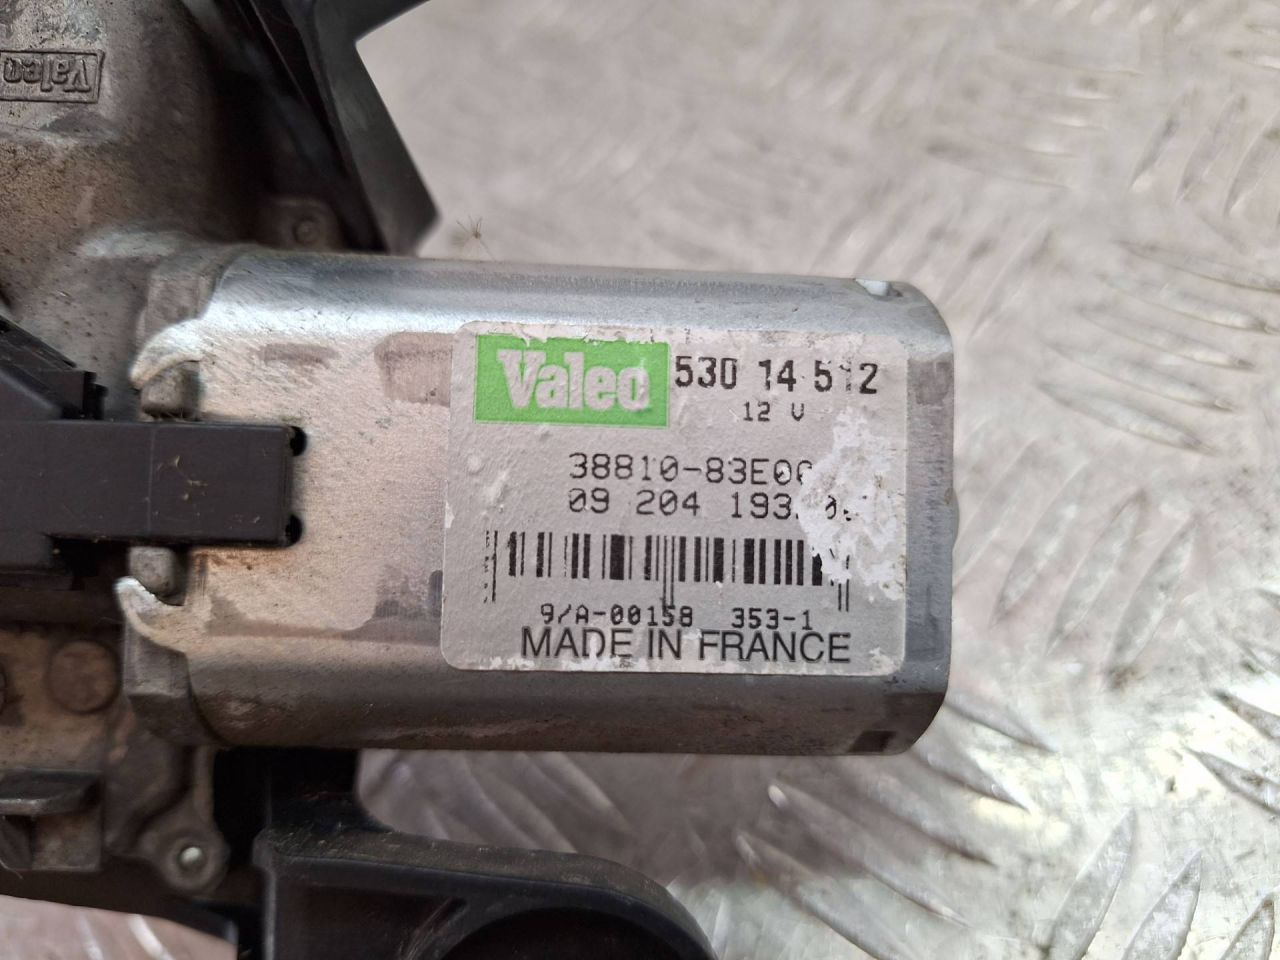 Valeo
Valeo 530 14 512
12 V
38810-83E0
09 204 193
9/A-00158 353-1
MADE IN FRANCE